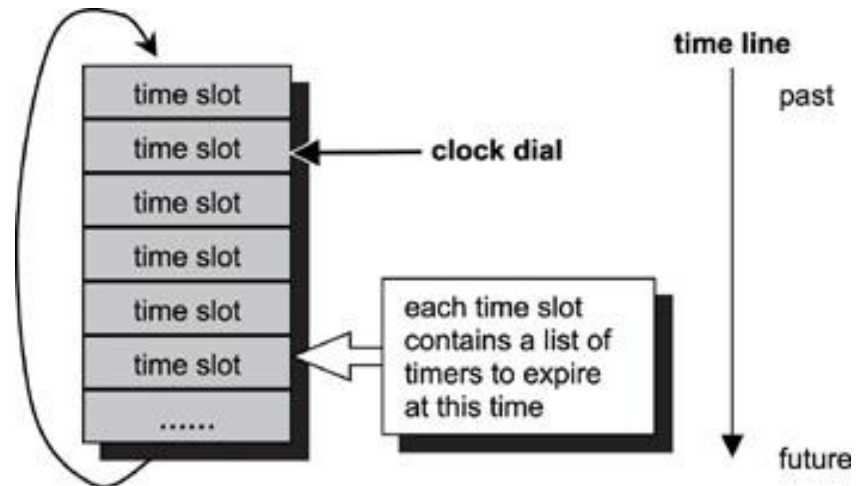 time line
past
time slot
time slot
clock dial
time slot
time slot
time slot
time slot
......
each time slot
contains a list of
timers to expire
at this time
future